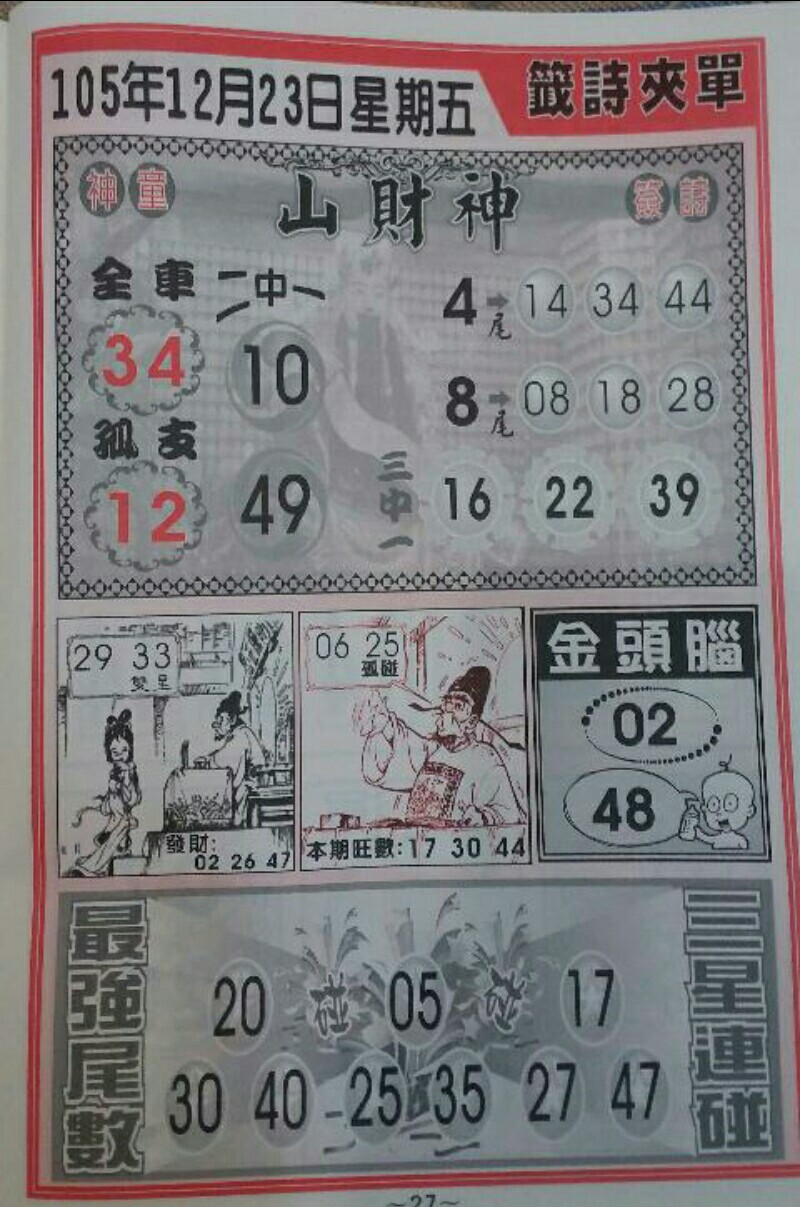 105年12月23日星期五
籤詩夾單
神童
山財神
簽詩
全車
34
二中一
10
49
孤支
12
4→尾 14 34 44
8→尾 08 18 28
三中一 16 22 39
29 33
雙星
發財:
02 26 47
06 25
孤碰
本期旺數:17 30 44
金頭腦
02
48
最強尾數
20 碰 05 碰 17
30 40 - 25 35 27 47
三星連碰
~27~